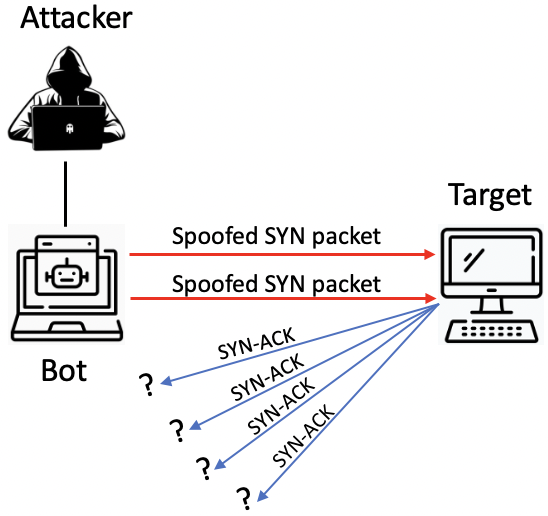 Attacker
Target
Spoofed SYN packet
Spoofed SYN packet
Bot
SYN-ACK
?
SYN-ACK
?
SYN-ACK
?
SYN-ACK
?